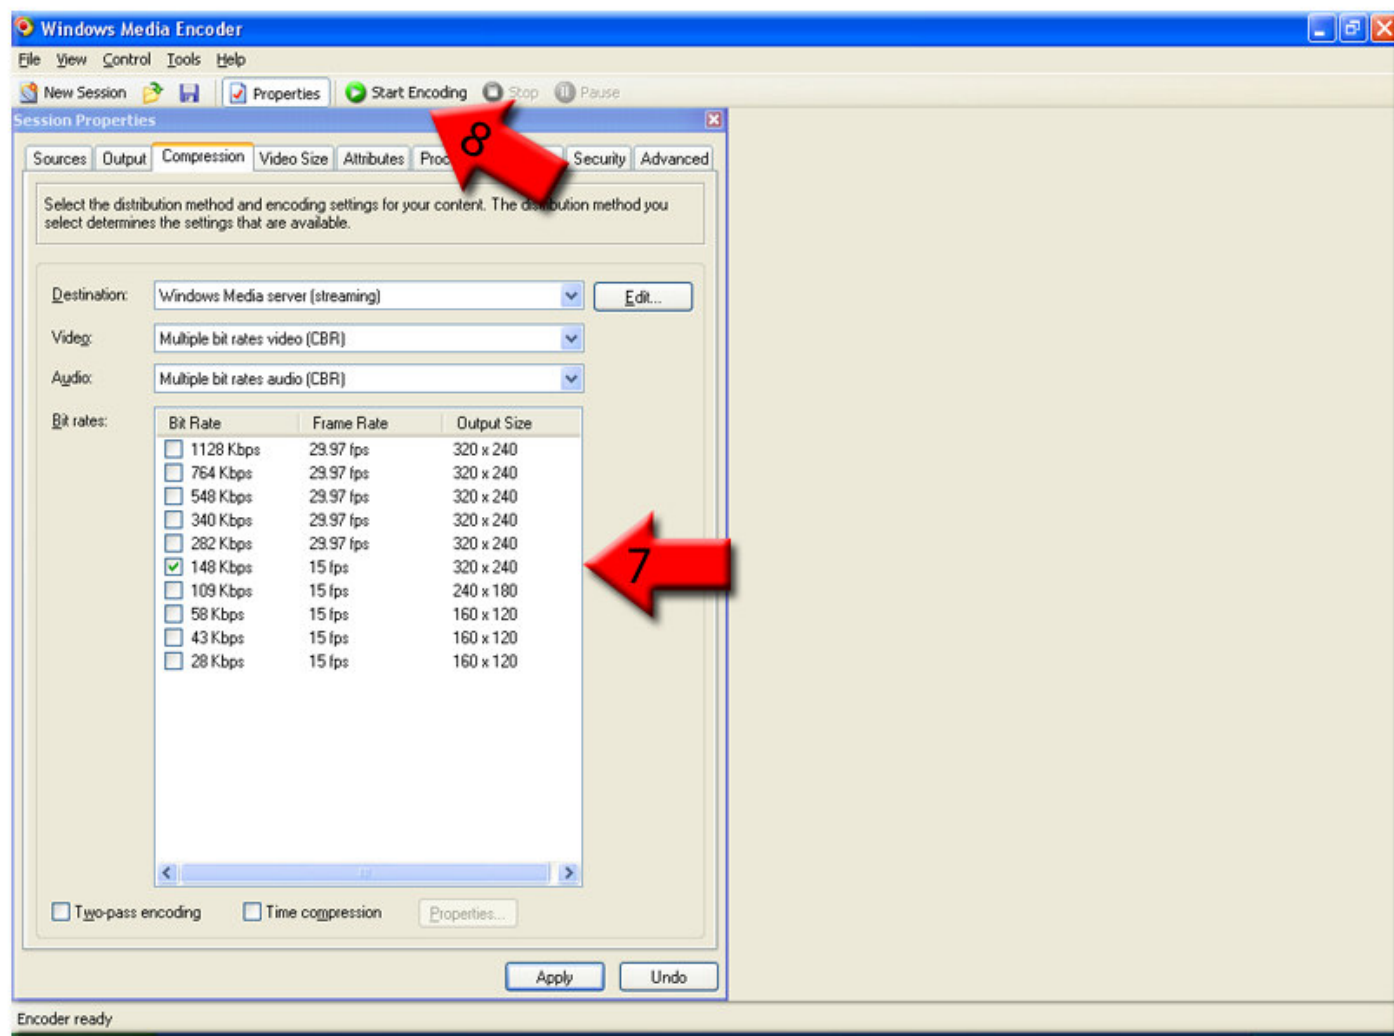 Windows Media Encoder
File View Control Tools Help
New Session Properties Start Encoding Stop Pause
8
Session Properties
Sources Output Compression Video Size Attributes Security Advanced
Select the distribution method and encoding settings for your content. The distribution method you
select determines the settings that are available.
Destination: Windows Media server (streaming) Edit...
Video: Multiple bit rates video (CBR)
Audio: Multiple bit rates audio (CBR)
Bit rates: Bit Rate Frame Rate Output Size
1128 Kbps 29.97 fps 320 x 240
764 Kbps 29.97 fps 320 x 240
548 Kbps 29.97 fps 320 x 240
340 Kbps 29.97 fps 320 x 240
282 Kbps 29.97 fps 320 x 240
148 Kbps 15 fps 320 x 240
7
109 Kbps 15 fps 240 x 180
58 Kbps 15 fps 160 x 120
43 Kbps 15 fps 160 x 120
28 Kbps 15 fps 160 x 120
Two-pass encoding Time compression Properties...
Apply Undo
Encoder ready